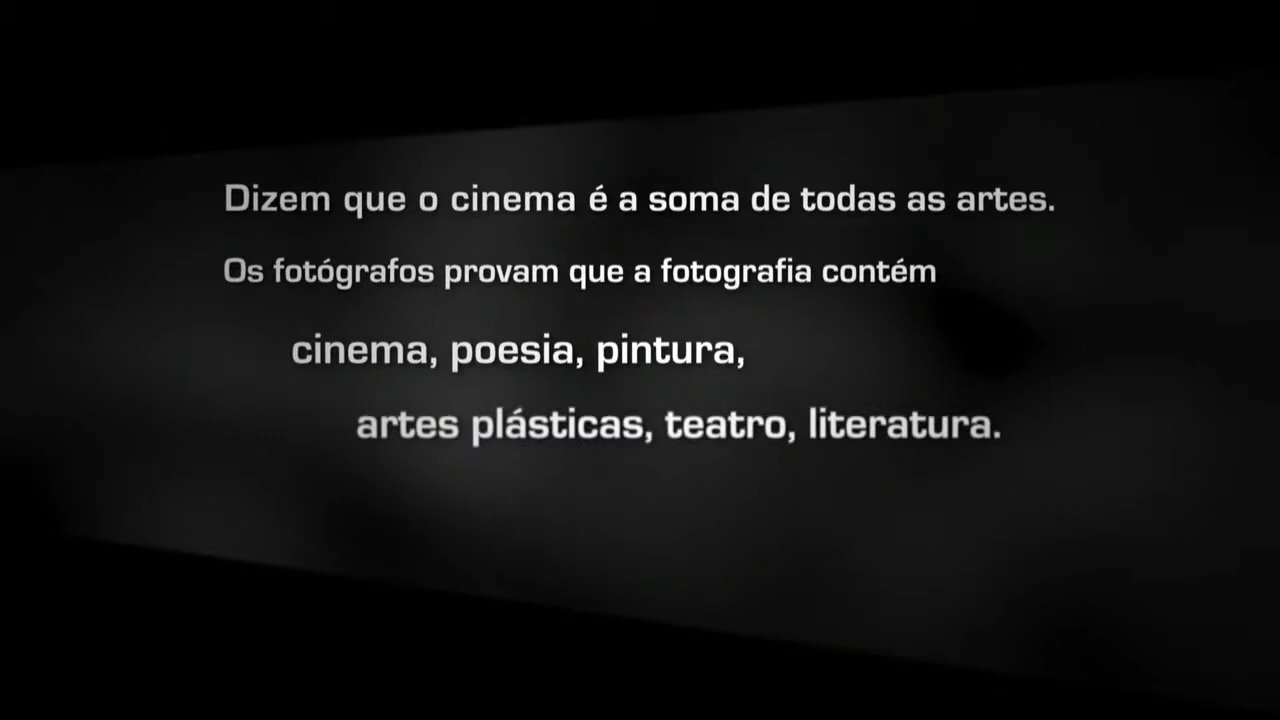 Dizem que o cinema é a soma de todas as artes.
Os fotógrafos provam que a fotografia contém
cinema, poesia, pintura,
artes plásticas, teatro, literatura.